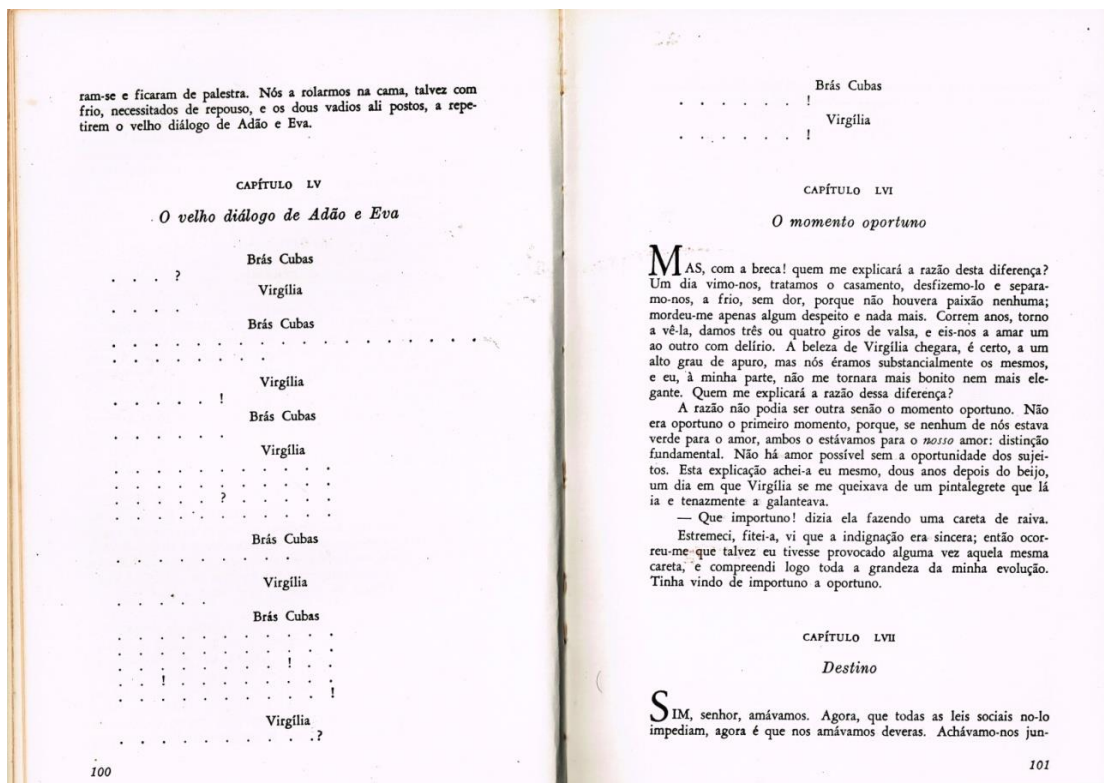 ram-se e ficaram de palestra. Nós a rolarmos na cama, talvez com
frio, necessitados de repouso, e os dous vadios ali postos, a repe-
tirem o velho diálogo de Adão e Eva.
CAPÍTULO LV
O velho diálogo de Adão e Eva
Brás Cubas
. . . ?
Virgília
. . . .
Brás Cubas
. . . . . . . . . . . . . . . . . . .
. . . . . . . .
Virgília
. . . . . !
Brás Cubas
. . . . . .
Virgília
. . . . . . . . . . .
. . . . . ? . . . . .
. . . . . . . . . . .
Brás Cubas
. . . . . . . . .
Virgília
. . . . .
Brás Cubas
. . . . . . . . . . .
. . . . . . . . ! . .
. . ! . . . . . . . .
. . . . . . . . . . !
Virgília
. . . . . . . . . . ?
100
Brás Cubas
. . . . . . !
Virgília
. . . . . . !
CAPÍTULO LVI
O momento oportuno
MAS, com a breca! quem me explicará a razão desta diferença?
Um dia vimo-nos, tratamos o casamento, desfizemo-lo e separa-
mo-nos, a frio, sem dor, porque não houvera paixão nenhuma;
mordeu-me apenas algum despeito e nada mais. Correm anos, torno
a vê-la, damos três ou quatro giros de valsa, e eis-nos a amar um
ao outro com delírio. A beleza de Virgília chegara, é certo, a um
alto grau de apuro, mas nós éramos substancialmente os mesmos,
e eu, à minha parte, não me tornara mais bonito nem mais ele-
gante. Quem me explicará a razão dessa diferença?
A razão não podia ser outra senão o momento oportuno. Não
era oportuno o primeiro momento, porque, se nenhum de nós estava
verde para o amor, ambos o estávamos para o nosso amor: distinção
fundamental. Não há amor possível sem a oportunidade dos sujei-
tos. Esta explicação achei-a eu mesmo, dous anos depois do beijo,
um dia em que Virgília se me queixava de um pintalegrete que lá
ia e tenazmente a galanteava.
— Que importuno! dizia ela fazendo uma careta de raiva.
Estremeci, fitei-a, vi que a indignação era sincera; então ocor-
reu-me que talvez eu tivesse provocado alguma vez aquela mesma
careta, e compreendi logo toda a grandeza da minha evolução.
Tinha vindo de importuno a oportuno.
CAPÍTULO LVII
Destino
SIM, senhor, amávamos. Agora, que todas as leis sociais no-lo
impediam, agora é que nos amávamos deveras. Achávamo-nos jun-
101